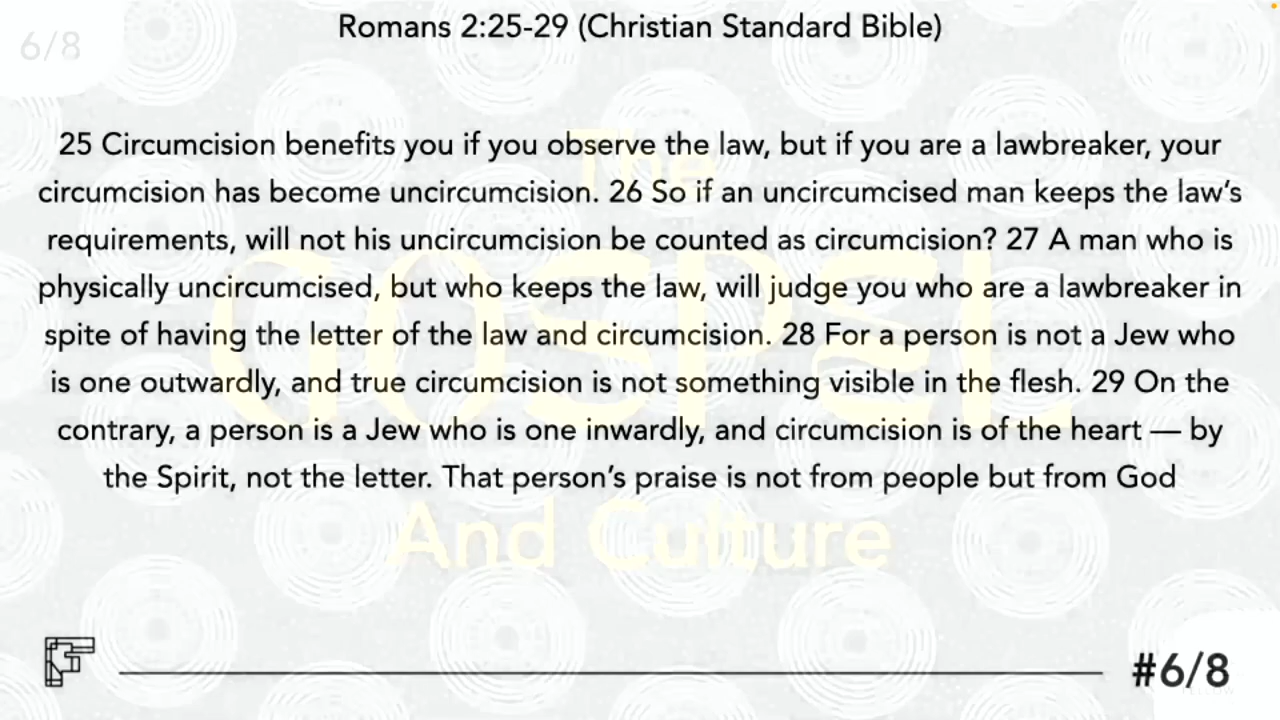 6/8
Romans 2:25-29 (Christian Standard Bible)
25 Circumcision benefits you if you observe the law, but if you are a lawbreaker, your
circumcision has become uncircumcision. 26 So if an uncircumcised man keeps the law’s
requirements, will not his uncircumcision be counted as circumcision? 27 A man who is
physically uncircumcised, but who keeps the law, will judge you who are a lawbreaker in
spite of having the letter of the law and circumcision. 28 For a person is not a Jew who
is one outwardly, and true circumcision is not something visible in the flesh. 29 On the
contrary, a person is a Jew who is one inwardly, and circumcision is of the heart — by
the Spirit, not the letter. That person’s praise is not from people but from God
The
GOSPEL
And Culture
#6/8